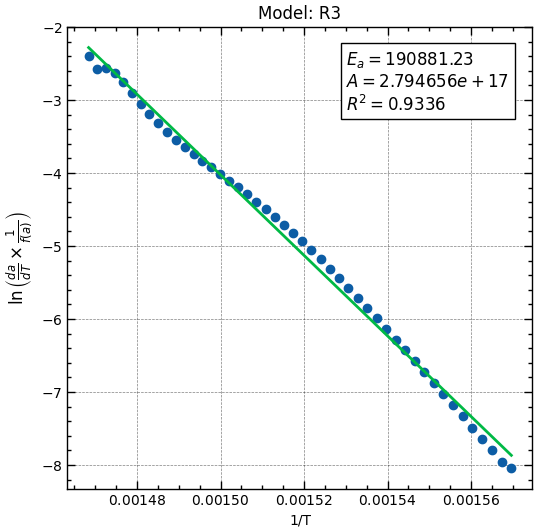 Model: R3
E_a = 190881.23
A = 2.794656e + 17
R² = 0.9336
ln (da/dT × 1/f(a))
−2
−3
−4
−5
−6
−7
−8
0.00148 0.00150 0.00152 0.00154 0.00156
1/T